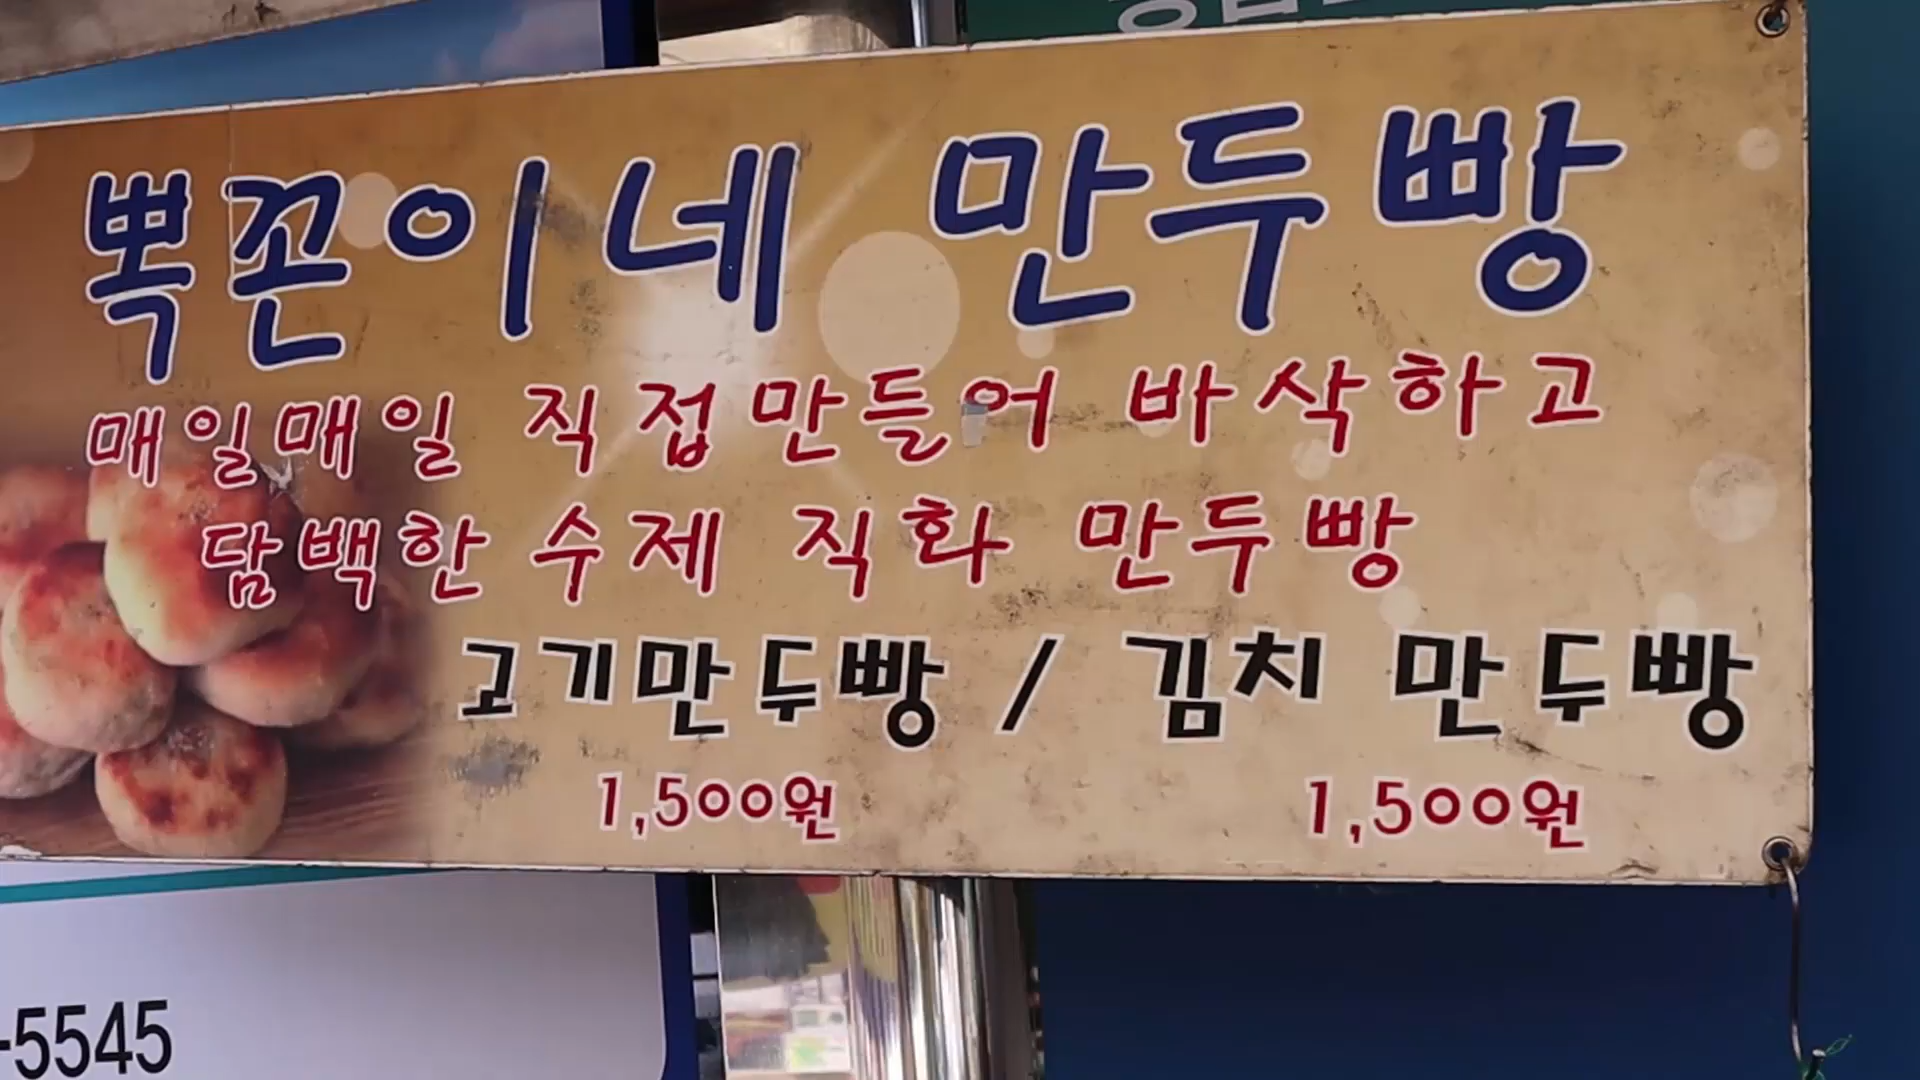 뽁꼰이네 만두빵
매일매일 직접만들어 바삭하고
담백한 수제 직화 만두빵
고기만두빵 / 김치 만두빵
1,500원 1,500원
-5545